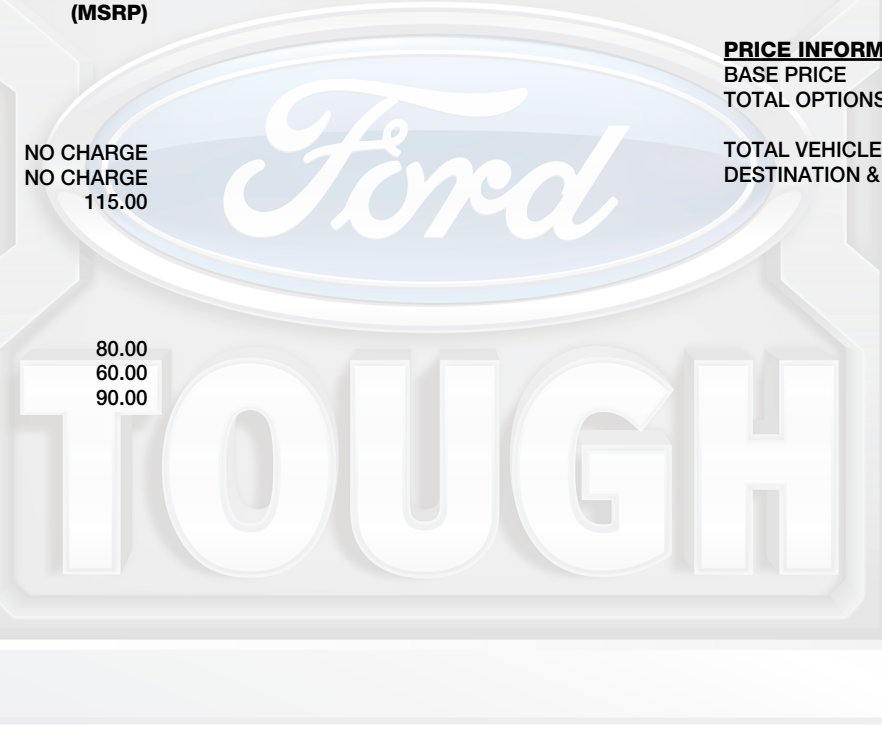 (MSRP)
NO CHARGE
NO CHARGE
115.00
80.00
60.00
90.00
PRICE INFORM
BASE PRICE
TOTAL OPTIONS
TOTAL VEHICLE
DESTINATION &
Ford
TOUGH